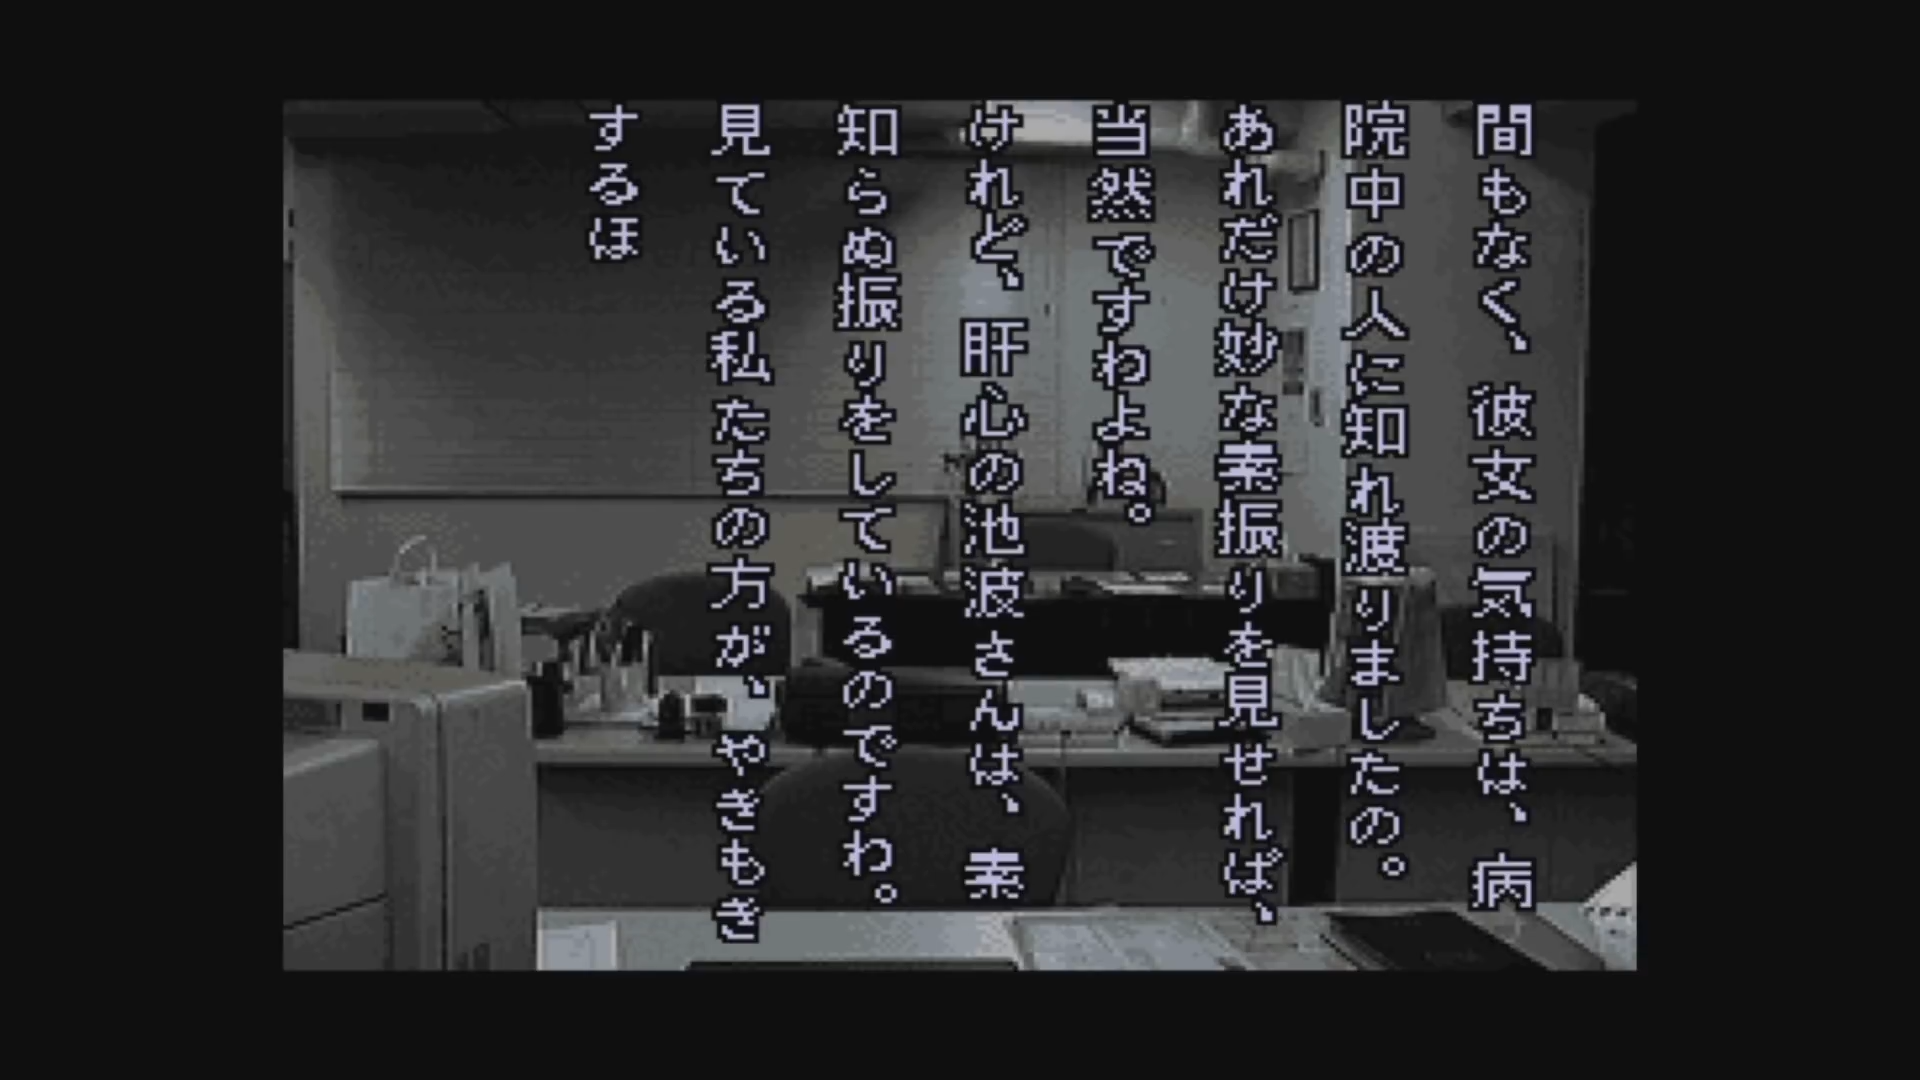 間もなく、彼女の気持ちは、病
院中の人に知れ渡りましたの。
あれだけ妙な素振りを見せれば、
当然ですわよね。
けれど、肝心の池波さんは、素
知らぬ振りをしているのですわ。
見ている私たちの方が、やきもき
するほ